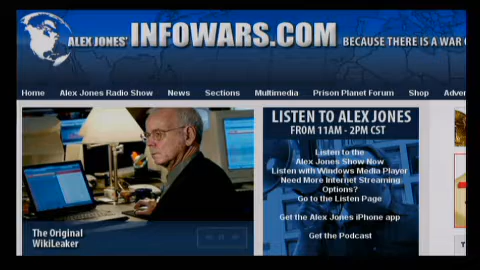 ALEX JONES' INFOWARS.COM BECAUSE THERE IS A WAR
Home Alex Jones Radio Show News Sections Multimedia Prison Planet Forum Shop Adver
LISTEN TO ALEX JONES
FROM 11AM - 2PM CST
Listen to the
Alex Jones Show Now
Listen with Windows Media Player
Need More Internet Streaming
Options?
Go to the Listen Page
Get the Alex Jones iPhone app
Get the Podcast
The Original
WikiLeaker